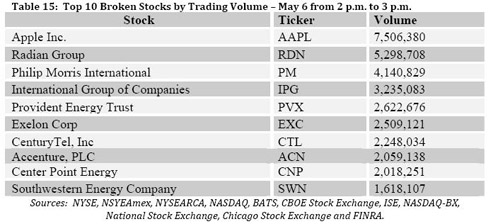 Table 15: Top 10 Broken Stocks by Trading Volume – May 6 from 2 p.m. to 3 p.m.
Stock Ticker Volume
Apple Inc. AAPL 7,506,380
Radian Group RDN 5,298,708
Philip Morris International PM 4,140,829
International Group of Companies IPG 3,235,083
Provident Energy Trust PVX 2,622,676
Exelon Corp EXC 2,509,121
CenturyTel, Inc CTL 2,248,034
Accenture, PLC ACN 2,059,138
Center Point Energy CNP 2,018,251
Southwestern Energy Company SWN 1,618,107
Sources: NYSE, NSYEAmex, NYSEARCA, NASDAQ, BATS, CBOE Stock Exchange, ISE, NASDAQ-BX,
National Stock Exchange, Chicago Stock Exchange and FINRA.